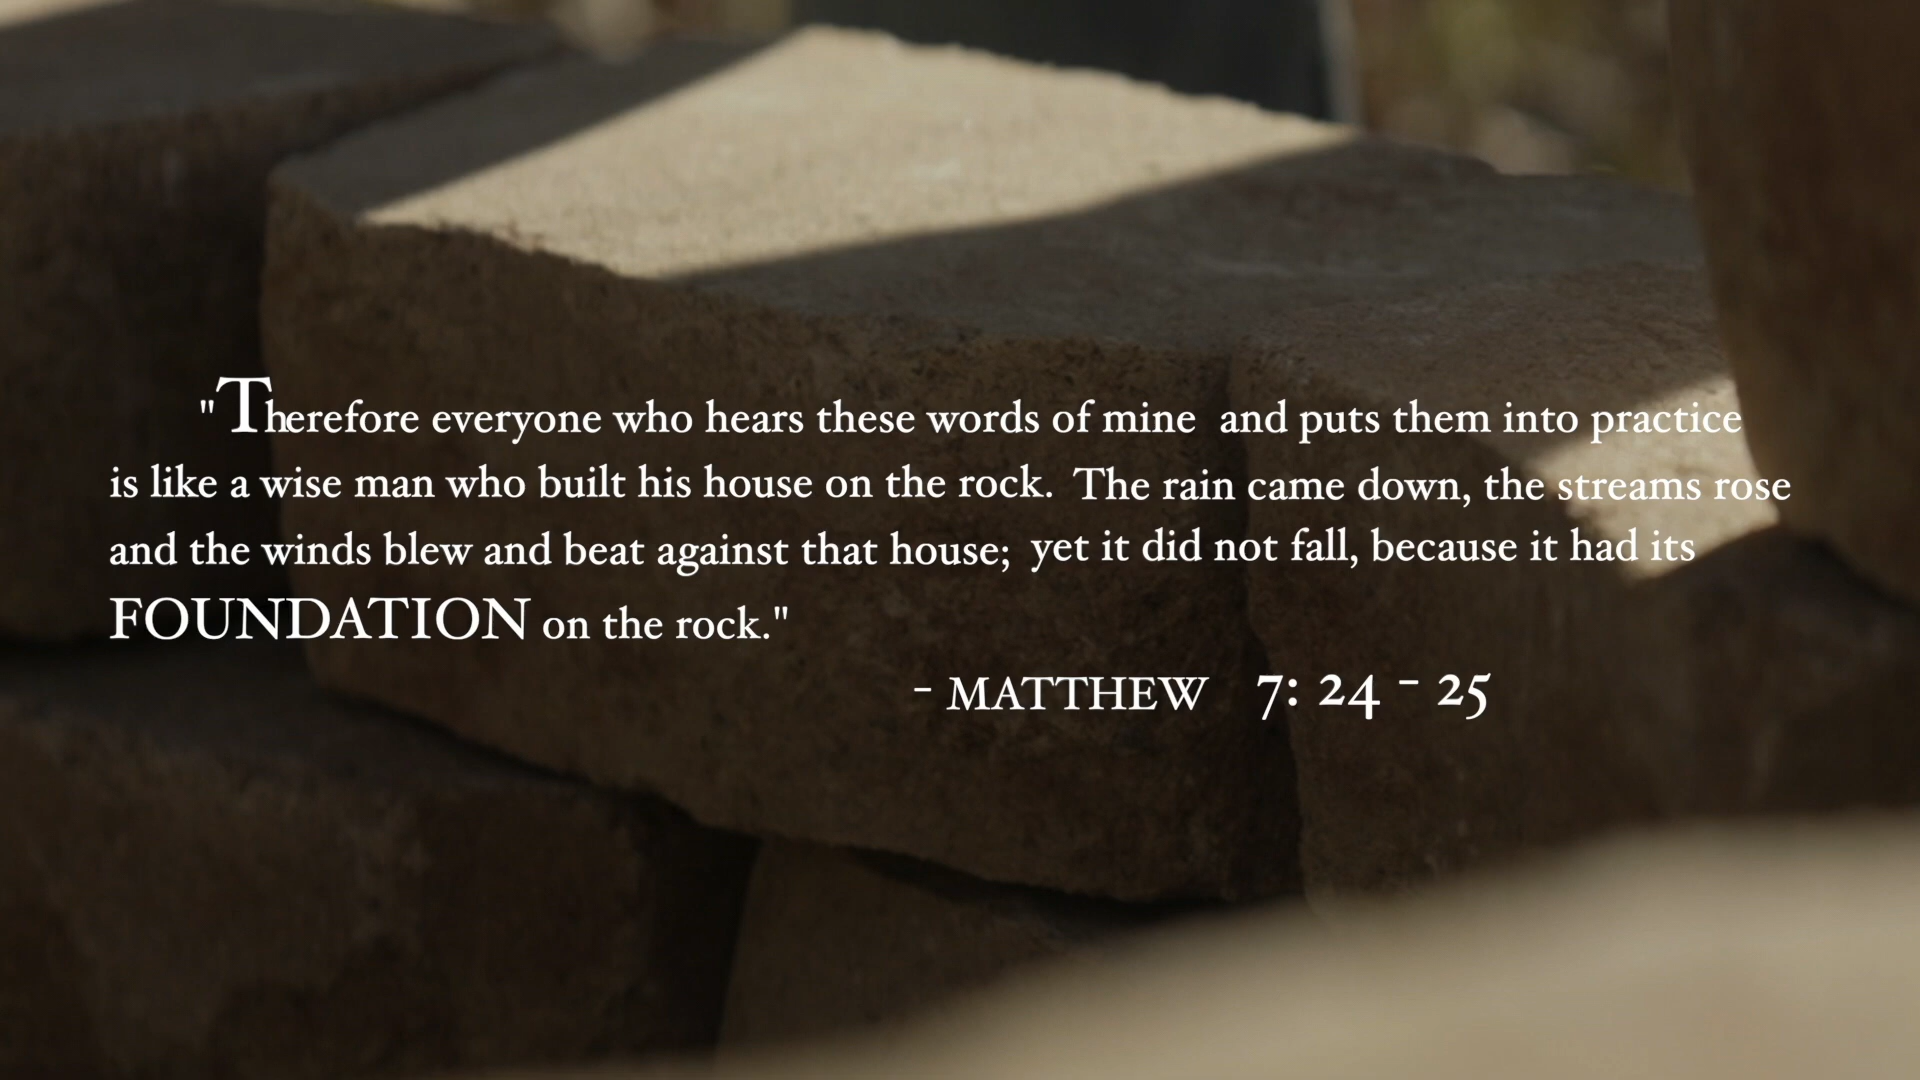 "Therefore everyone who hears these words of mine and puts them into practice
is like a wise man who built his house on the rock. The rain came down, the streams rose
and the winds blew and beat against that house; yet it did not fall, because it had its
FOUNDATION on the rock."
- MATTHEW 7: 24 - 25